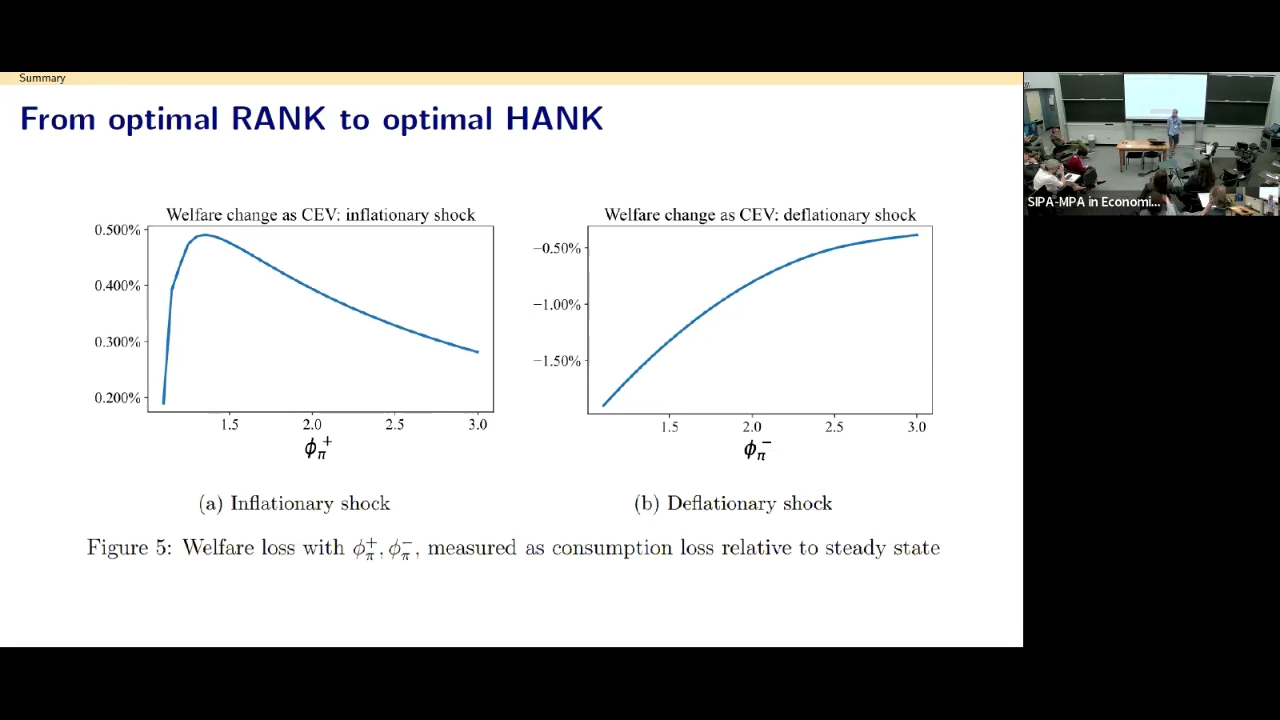 Summary
From optimal RANK to optimal HANK
Welfare change as CEV: inflationary shock
0.500%
0.400%
0.300%
0.200%
1.5 2.0 2.5 3.0
ϕπ+
(a) Inflationary shock
Welfare change as CEV: deflationary shock
−0.50%
−1.00%
−1.50%
1.5 2.0 2.5 3.0
ϕπ−
(b) Deflationary shock
Figure 5: Welfare loss with ϕπ+, ϕπ−, measured as consumption loss relative to steady state
SIPA-MPA in Economi...